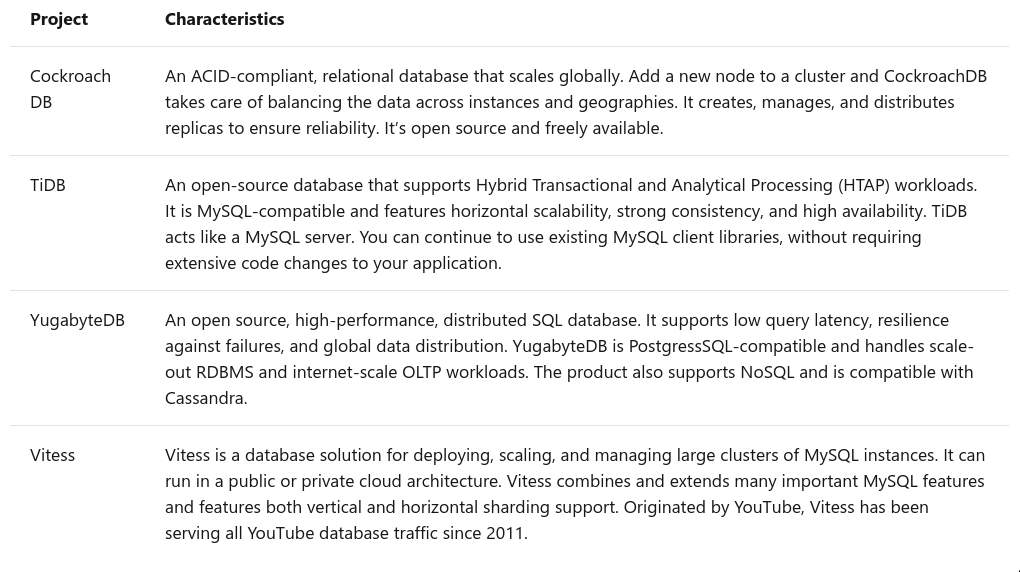 Project Characteristics
Cockroach An ACID-compliant, relational database that scales globally. Add a new node to a cluster and CockroachDB
DB takes care of balancing the data across instances and geographies. It creates, manages, and distributes
replicas to ensure reliability. It’s open source and freely available.
TiDB An open-source database that supports Hybrid Transactional and Analytical Processing (HTAP) workloads.
It is MySQL-compatible and features horizontal scalability, strong consistency, and high availability. TiDB
acts like a MySQL server. You can continue to use existing MySQL client libraries, without requiring
extensive code changes to your application.
YugabyteDB An open source, high-performance, distributed SQL database. It supports low query latency, resilience
against failures, and global data distribution. YugabyteDB is PostgressSQL-compatible and handles scale-
out RDBMS and internet-scale OLTP workloads. The product also supports NoSQL and is compatible with
Cassandra.
Vitess Vitess is a database solution for deploying, scaling, and managing large clusters of MySQL instances. It can
run in a public or private cloud architecture. Vitess combines and extends many important MySQL features
and features both vertical and horizontal sharding support. Originated by YouTube, Vitess has been
serving all YouTube database traffic since 2011.